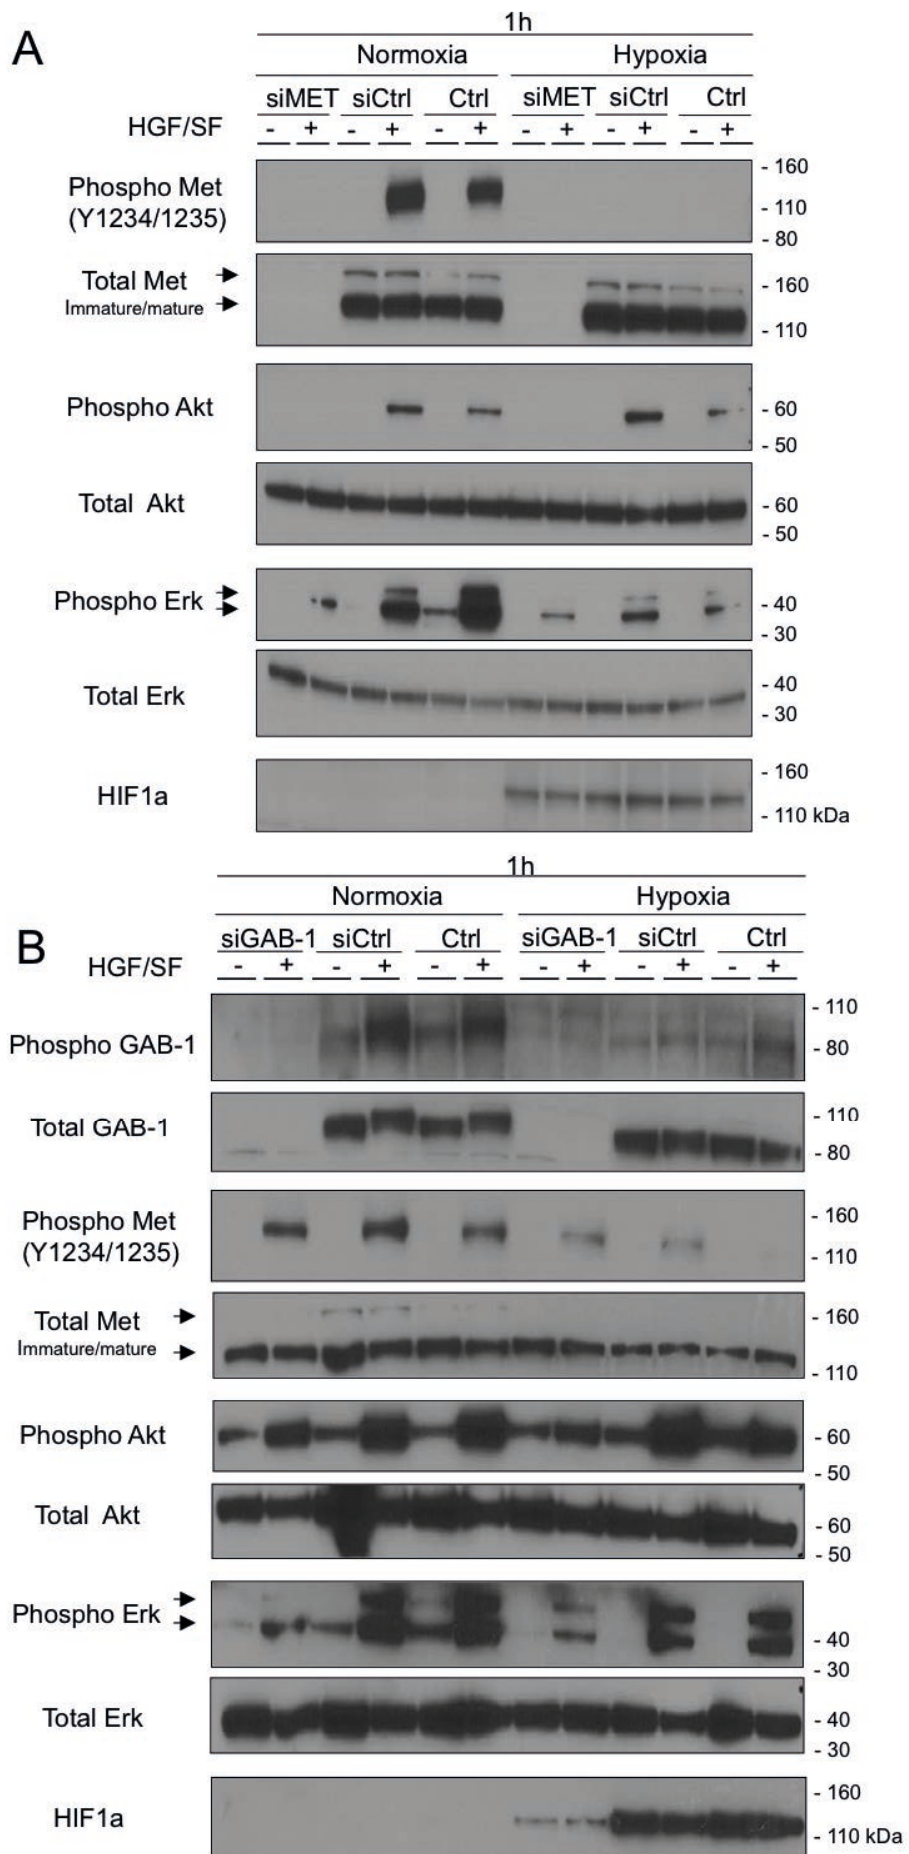 A
1h
Normoxia Hypoxia
siMET siCtrl Ctrl siMET siCtrl Ctrl
HGF/SF - + - + - + - + - + - +
Phospho Met
(Y1234/1235)
- 160
- 110
- 80
Total Met
Immature/mature
- 160
- 110
Phospho Akt
- 60
- 50
Total Akt
- 60
- 50
Phospho Erk
- 40
- 30
Total Erk
- 40
- 30
HIF1a
- 160
- 110 kDa
B
1h
Normoxia Hypoxia
siGAB-1 siCtrl Ctrl siGAB-1 siCtrl Ctrl
HGF/SF - + - + - + - + - + - +
Phospho GAB-1
- 110
- 80
Total GAB-1
- 110
- 80
Phospho Met
(Y1234/1235)
- 160
- 110
Total Met
Immature/mature
- 160
- 110
Phospho Akt
- 60
- 50
Total Akt
- 60
- 50
Phospho Erk
- 40
- 30
Total Erk
- 40
- 30
HIF1a
- 160
- 110 kDa